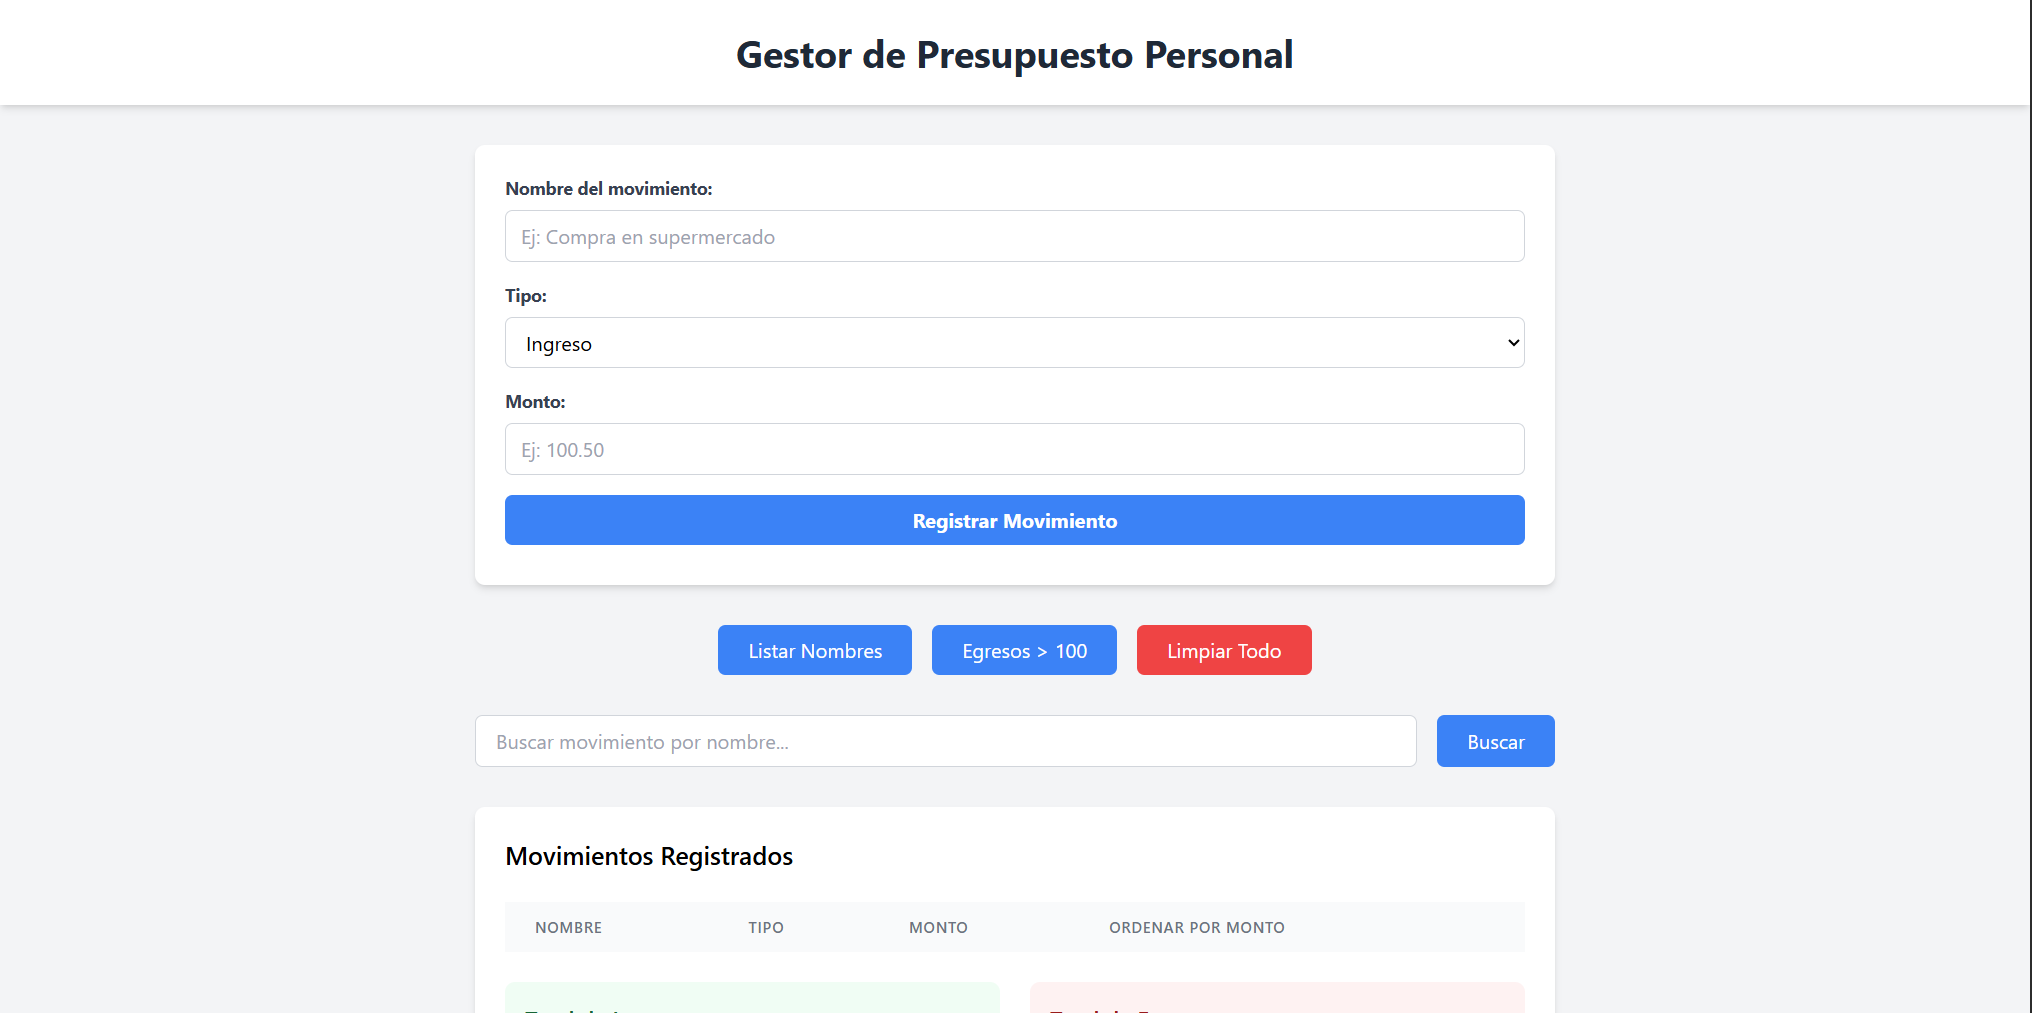 Gestor de Presupuesto Personal
Nombre del movimiento:
Ej: Compra en supermercado
Tipo:
Ingreso
Monto:
Ej: 100.50
Registrar Movimiento
Listar Nombres
Egresos > 100
Limpiar Todo
Buscar movimiento por nombre...
Buscar
Movimientos Registrados
NOMBRE TIPO MONTO ORDENAR POR MONTO